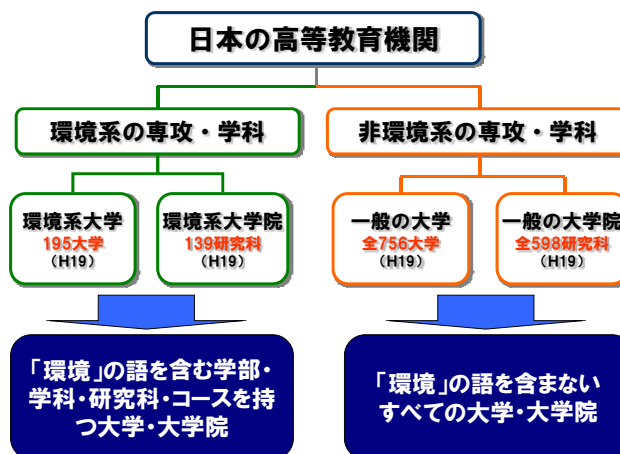 日本の高等教育機関
環境系の専攻・学科
非環境系の専攻・学科
環境系大学
195大学
(H19)
環境系大学院
139研究科
(H19)
一般の大学
全756大学
(H19)
一般の大学院
全598研究科
(H19)
「環境」の語を含む学部・
学科・研究科・コースを持
つ大学・大学院
「環境」の語を含まない
すべての大学・大学院